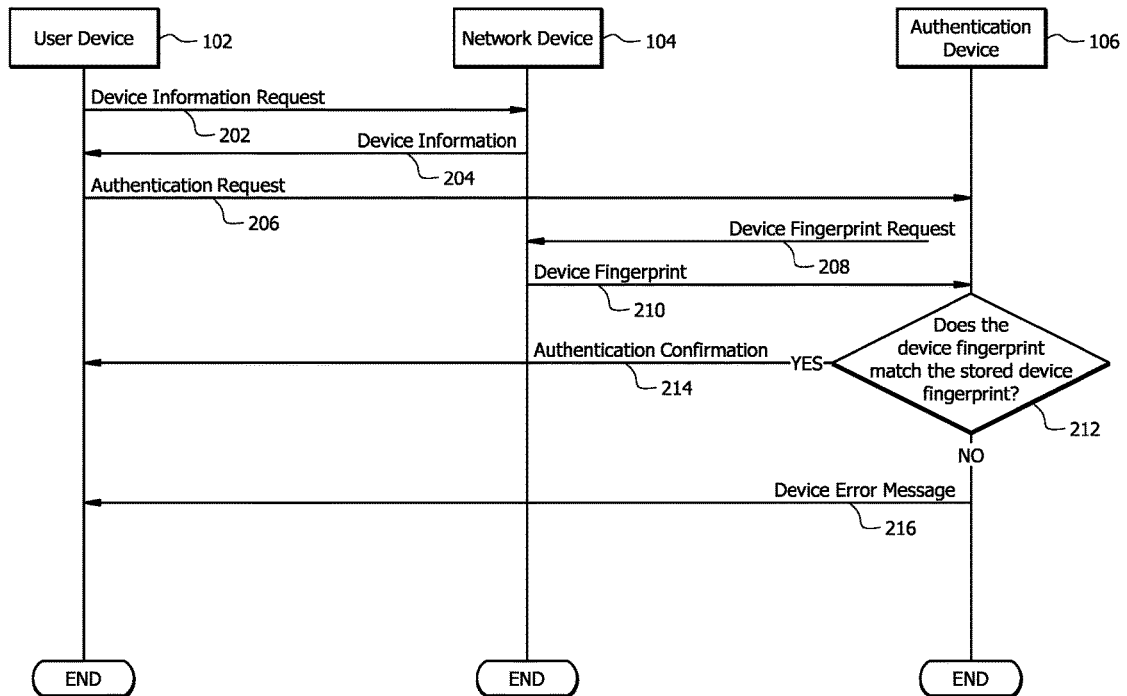 User Device
102
Network Device
104
Authentication
Device
106
Device Information Request
202
Device Information
204
Authentication Request
206
Device Fingerprint Request
208
Device Fingerprint
210
Does the
device fingerprint
match the stored device
fingerprint?
212
Authentication Confirmation
YES
214
NO
Device Error Message
216
END
END
END